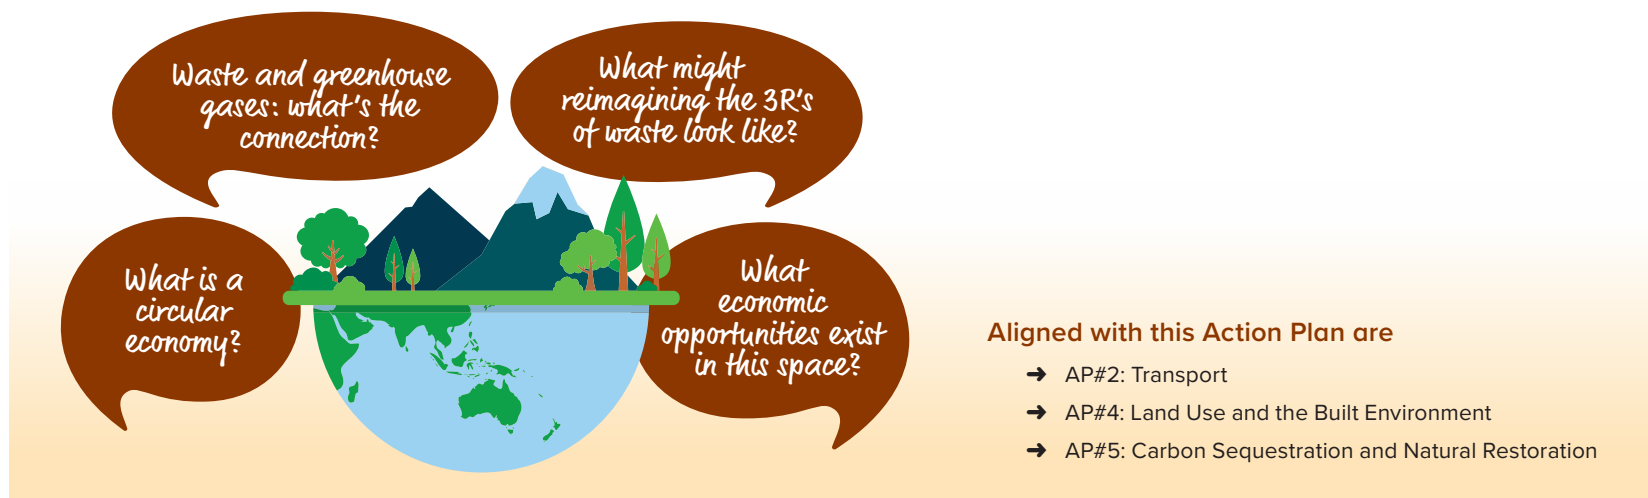 Waste and greenhouse
gases: what's the
connection?
What might
reimagining the 3R's
of waste look like?
What is a
circular
economy?
What
economic
opportunities exist
in this space?
Aligned with this Action Plan are
➜ AP#2: Transport
➜ AP#4: Land Use and the Built Environment
➜ AP#5: Carbon Sequestration and Natural Restoration